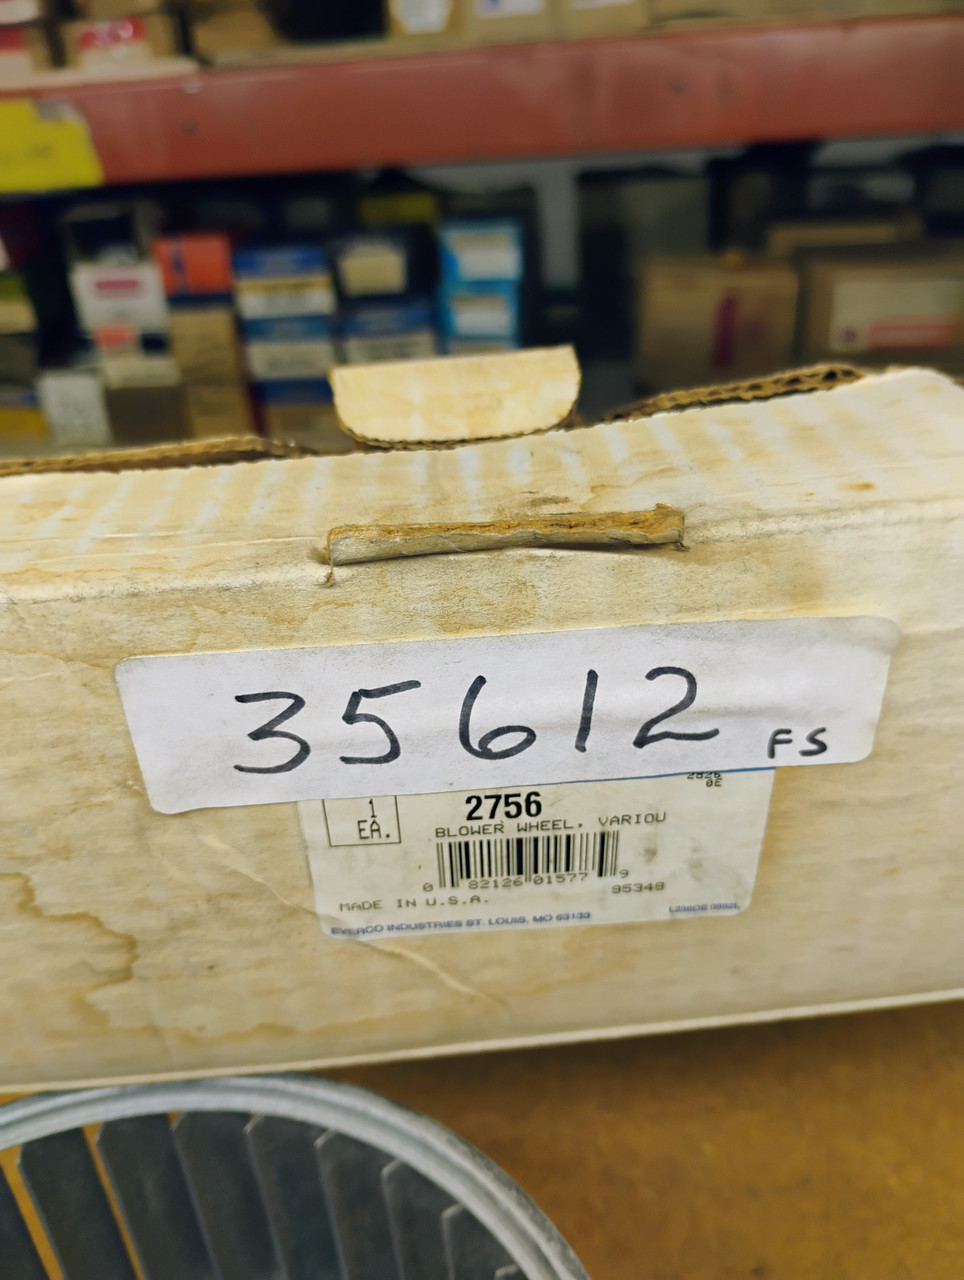 35612 FS
1
EA.
2756
BLOWER WHEEL, VARIOU
0 82126 01577 9
95348
MADE IN U.S.A.
EVERCO INDUSTRIES ST. LOUIS, MO 63133